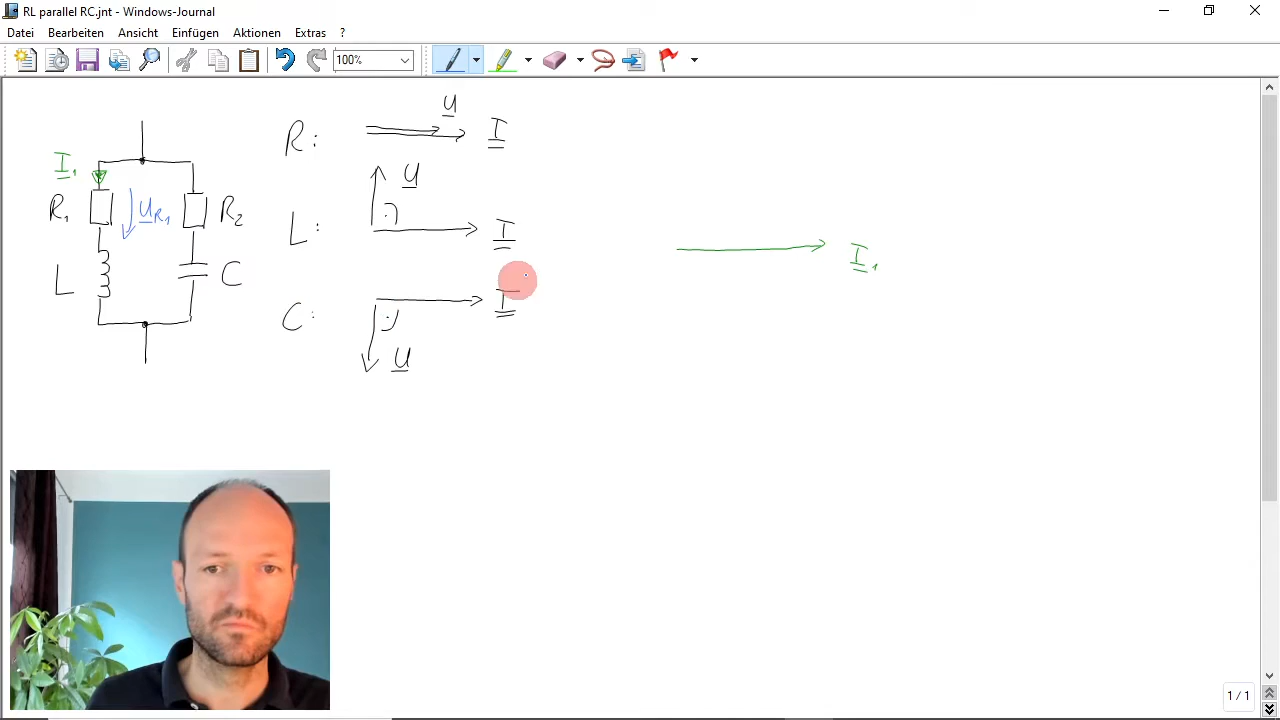 RL parallel RC.jnt - Windows-Journal
Datei Bearbeiten Ansicht Einfügen Aktionen Extras ?
100%
R: U I
L: U I
C: I U
I₁
R₁ U_R1 R₂
L C
I₁
1 / 1